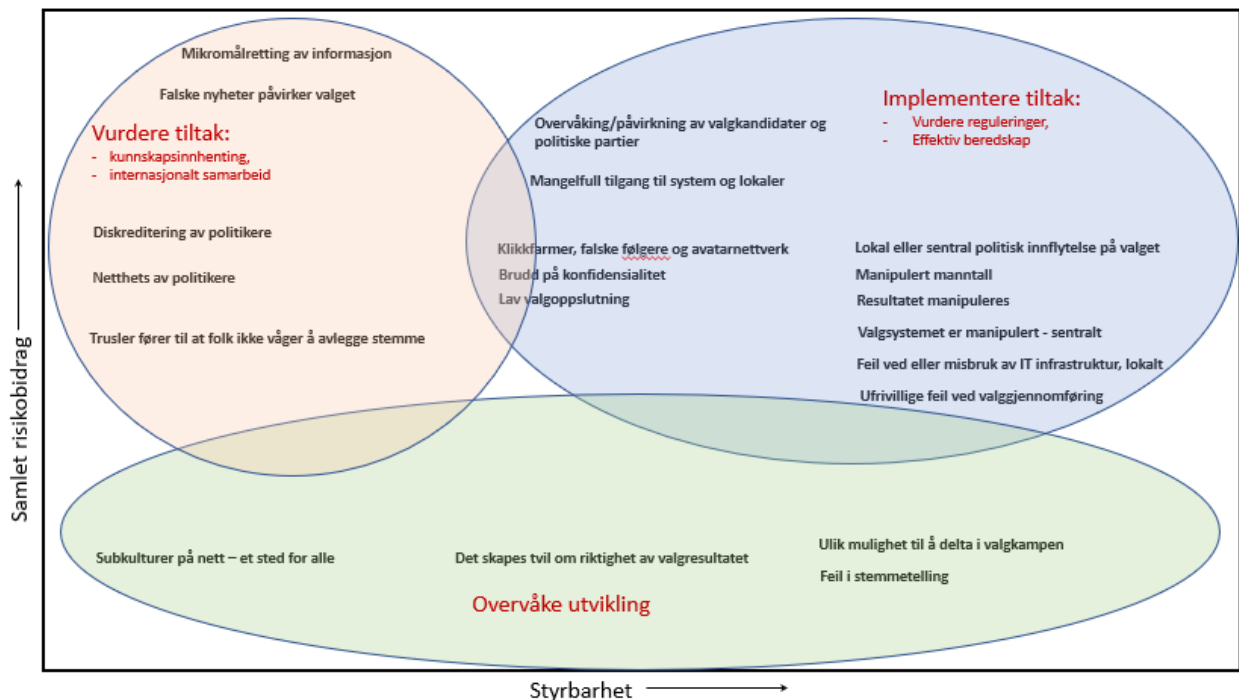 Mikromålretting av informasjon
Falske nyheter påvirker valget
Vurdere tiltak:
- kunnskapsinnhenting,
- internasjonalt samarbeid
Diskreditering av politikere
Netthets av politikere
Trusler fører til at folk ikke våger å avlegge stemme
Implementere tiltak:
- Vurdere reguleringer,
- Effektiv beredskap
Overvåking/påvirkning av valgkandidater og
politiske partier
Mangelfull tilgang til system og lokaler
Klikkfarmer, falske følgere og avatarnettverk
Brudd på konfidensialitet
Lav valgoppslutning
Lokal eller sentral politisk innflytelse på valget
Manipulert manntall
Resultatet manipuleres
Valgsystemet er manipulert - sentralt
Feil ved eller misbruk av IT infrastruktur, lokalt
Ufrivillige feil ved valggjennomføring
Subkulturer på nett – et sted for alle
Det skapes tvil om riktighet av valgresultatet
Ulik mulighet til å delta i valgkampen
Feil i stemmetelling
Overvåke utvikling
Samlet risikobidrag
Styrbarhet